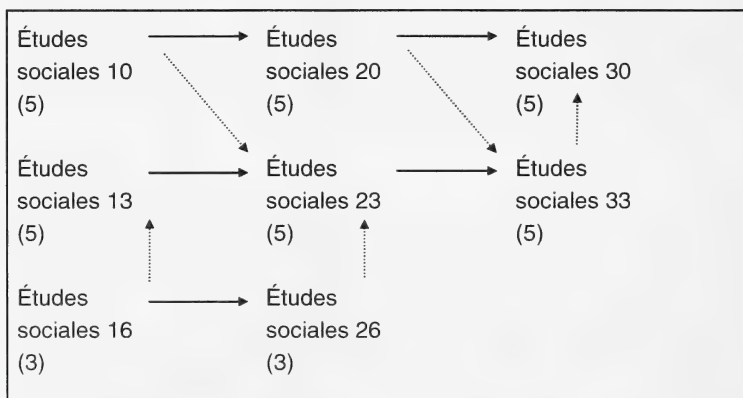 Études
sociales 10
(5)
Études
sociales 20
(5)
Études
sociales 30
(5)
Études
sociales 13
(5)
Études
sociales 23
(5)
Études
sociales 33
(5)
Études
sociales 16
(3)
Études
sociales 26
(3)